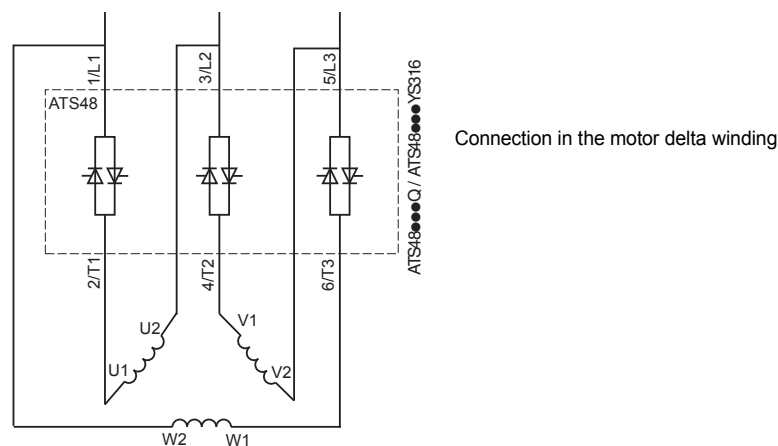 1/L1
3/L2
5/L3
ATS48
ATS48●●●Q / ATS48●●●YS316
Connection in the motor delta winding
2/T1
4/T2
6/T3
U2
V1
U1
V2
W2
W1